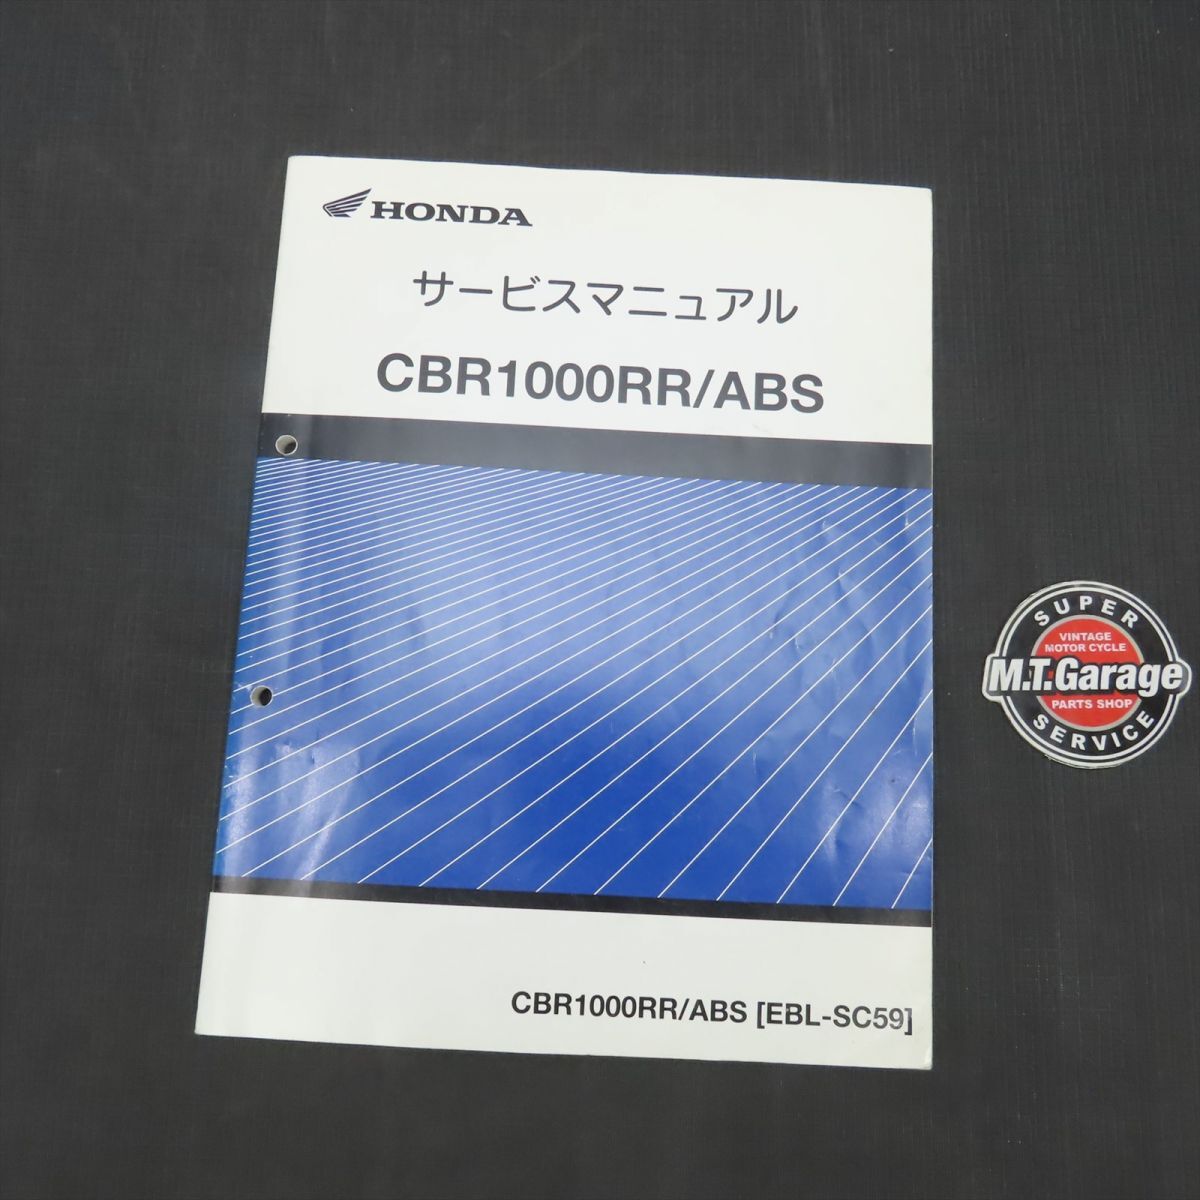 HONDA
サービスマニュアル
CBR1000RR/ABS
CBR1000RR/ABS [EBL-SC59]
SUPER
VINTAGE
MOTOR CYCLE
M.T.Garage
PARTS SHOP
SERVICE